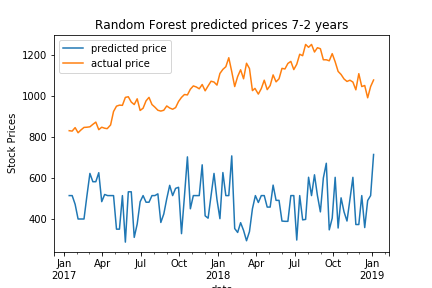 Random Forest predicted prices 7-2 years
predicted price
actual price
Stock Prices
1200
1000
800
600
400
Jan Apr Jul Oct Jan Apr Jul Oct Jan
2017 2018 2019